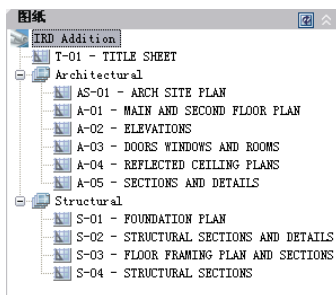 图纸
IRD Addition
T-01 - TITLE SHEET
Architectural
AS-01 - ARCH SITE PLAN
A-01 - MAIN AND SECOND FLOOR PLAN
A-02 - ELEVATIONS
A-03 - DOORS WINDOWS AND ROOMS
A-04 - REFLECTED CEILING PLANS
A-05 - SECTIONS AND DETAILS
Structural
S-01 - FOUNDATION PLAN
S-02 - STRUCTURAL SECTIONS AND DETAILS
S-03 - FLOOR FRAMING PLAN AND SECTIONS
S-04 - STRUCTURAL SECTIONS